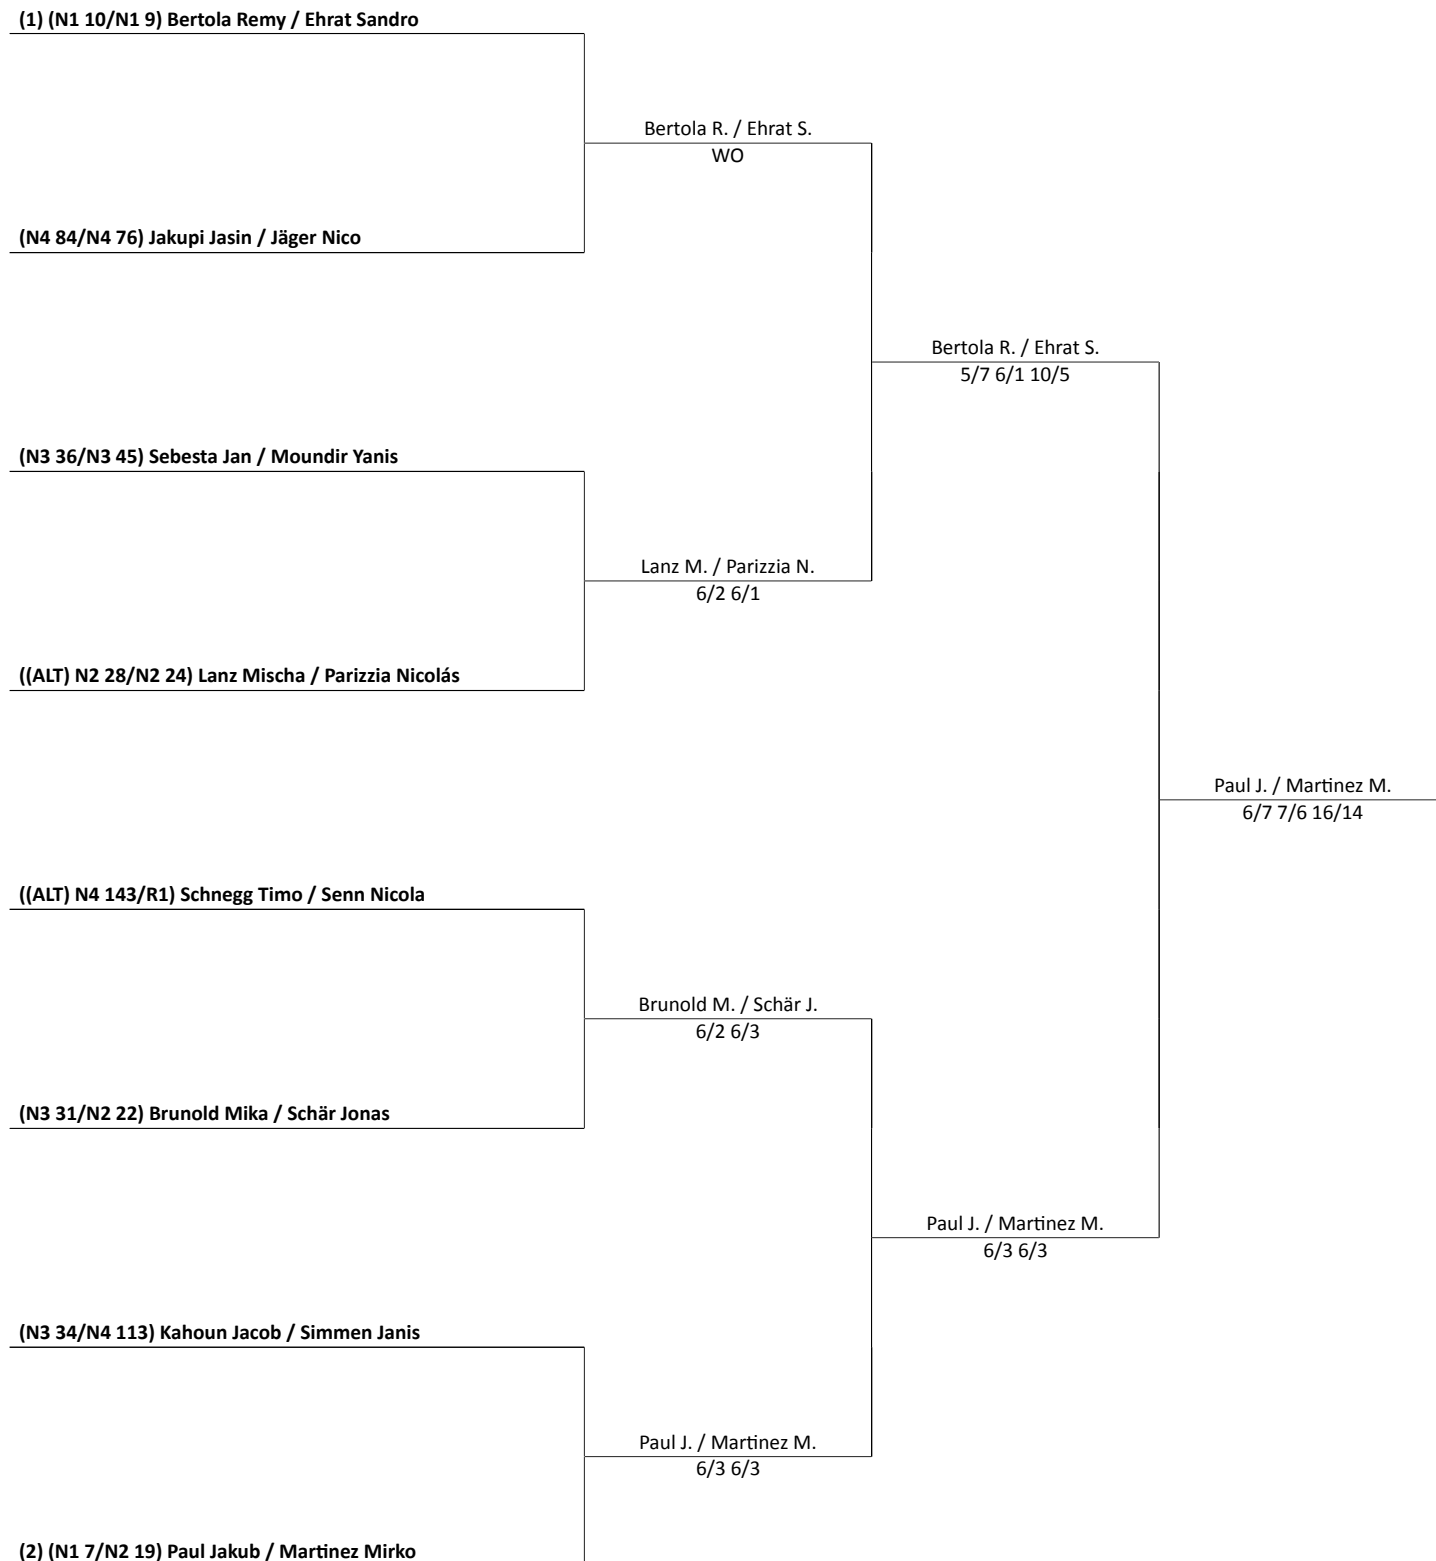 (1) (N1 10/N1 9) Bertola Remy / Ehrat Sandro
Bertola R. / Ehrat S.
WO
(N4 84/N4 76) Jakupi Jasin / Jäger Nico
Bertola R. / Ehrat S.
5/7 6/1 10/5
(N3 36/N3 45) Sebesta Jan / Moundir Yanis
Lanz M. / Parizzia N.
6/2 6/1
((ALT) N2 28/N2 24) Lanz Mischa / Parizzia Nicolás
Paul J. / Martinez M.
6/7 7/6 16/14
((ALT) N4 143/R1) Schnegg Timo / Senn Nicola
Brunold M. / Schär J.
6/2 6/3
(N3 31/N2 22) Brunold Mika / Schär Jonas
Paul J. / Martinez M.
6/3 6/3
(N3 34/N4 113) Kahoun Jacob / Simmen Janis
Paul J. / Martinez M.
6/3 6/3
(2) (N1 7/N2 19) Paul Jakub / Martinez Mirko